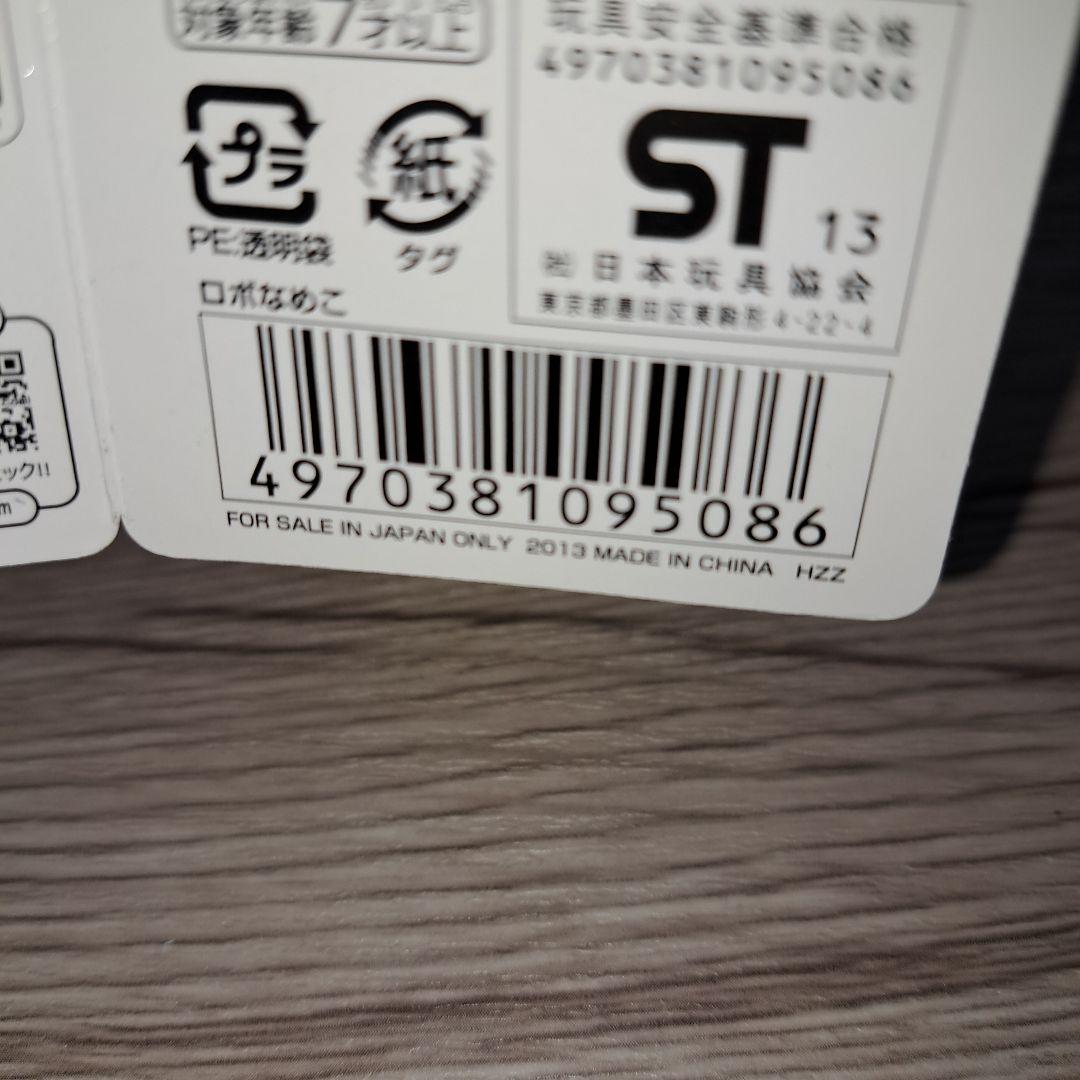 対象年齢7才以上
玩具安全基準合格
4970381095086
ST
13
プラ
紙
PE:透明袋
タグ
㈳日本玩具協会
東京都墨田区東駒形4-22-4
ロボなめこ
4970381095086
FOR SALE IN JAPAN ONLY 2013 MADE IN CHINA HZZ
ェック!!
m